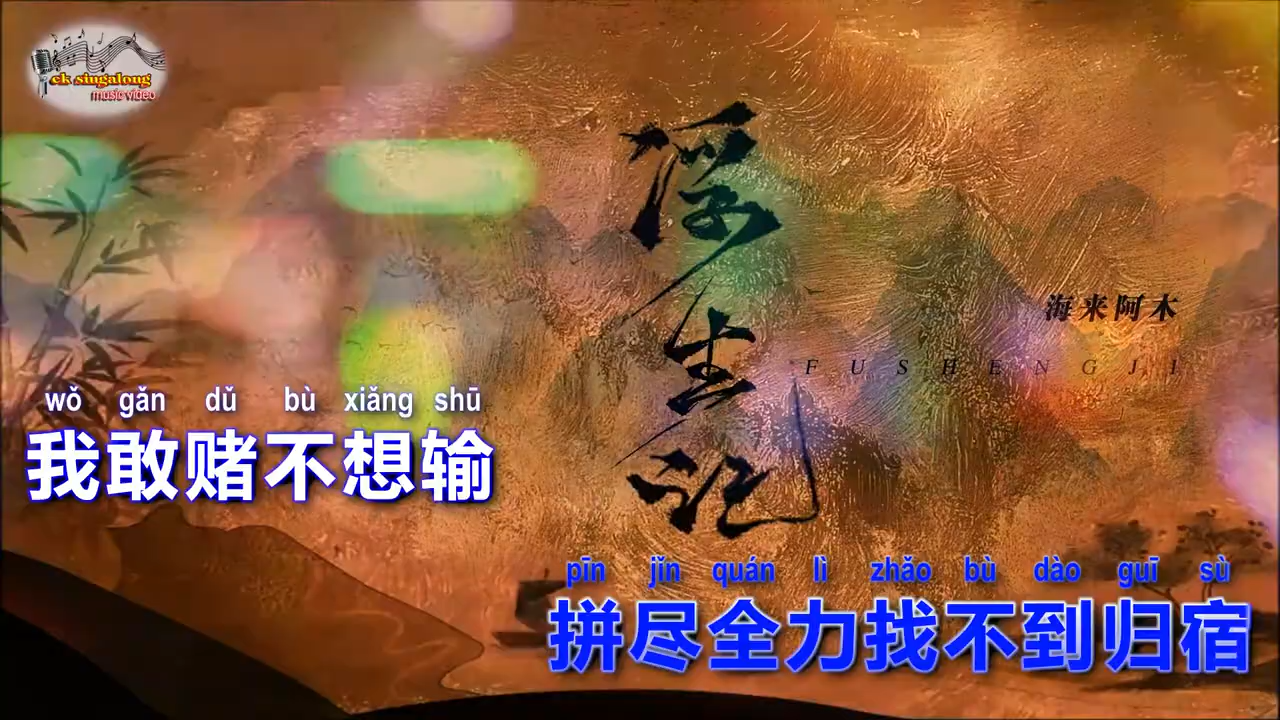 ck singalong
music video
浮生记
海来阿木
FUSHENGJI
wǒ gǎn dǔ bù xiǎng shū
我敢赌不想输
pīn jǐn quán lì zhǎo bù dào guī sù
拼尽全力找不到归宿